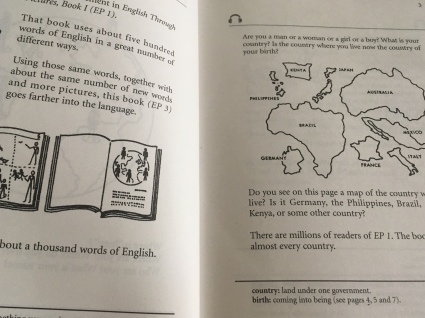 ment in English Through
ictures, Book I (EP 1).
That book uses about five hundred
words of English in a great number of
different ways.
Using those same words, together with
about the same number of new words
and more pictures, this book (EP 3)
goes farther into the language.
bout a thousand words of English.
Are you a man or a woman or a girl or a boy? What is your
country? Is the country where you live now the country of
your birth?
KENYA
JAPAN
PHILIPPINES
AUSTRALIA
BRAZIL
MEXICO
GERMANY
FRANCE
ITALY
Do you see on this page a map of the country w
live? Is it Germany, the Philippines, Brazil,
Kenya, or some other country?
There are millions of readers of EP 1. The boo
almost every country.
country: land under one government.
birth: coming into being (see pages 4, 5 and 7).